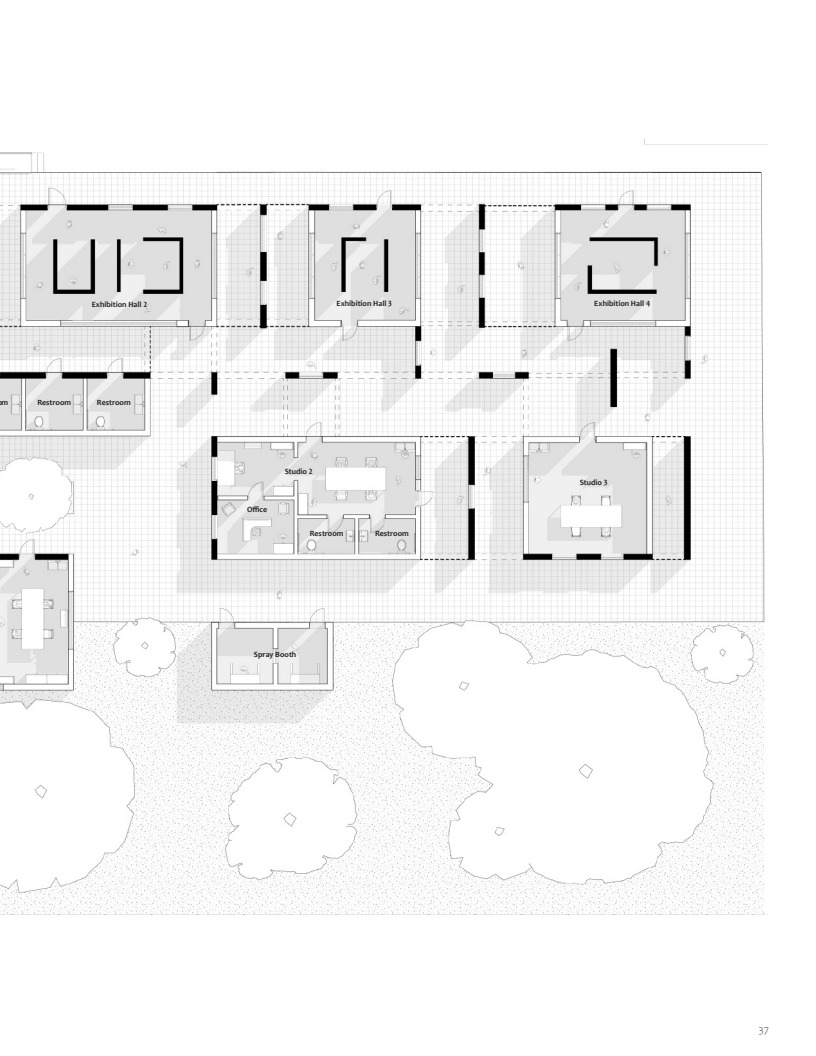 Exhibition Hall 2
Exhibition Hall 3
Exhibition Hall 4
om
Restroom
Restroom
Studio 2
Studio 3
Office
Restroom
Restroom
Spray Booth
37